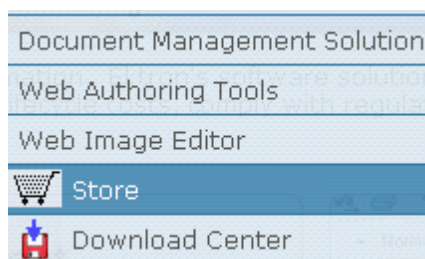 Document Management Solution
Web Authoring Tools
Web Image Editor
Store
Download Center